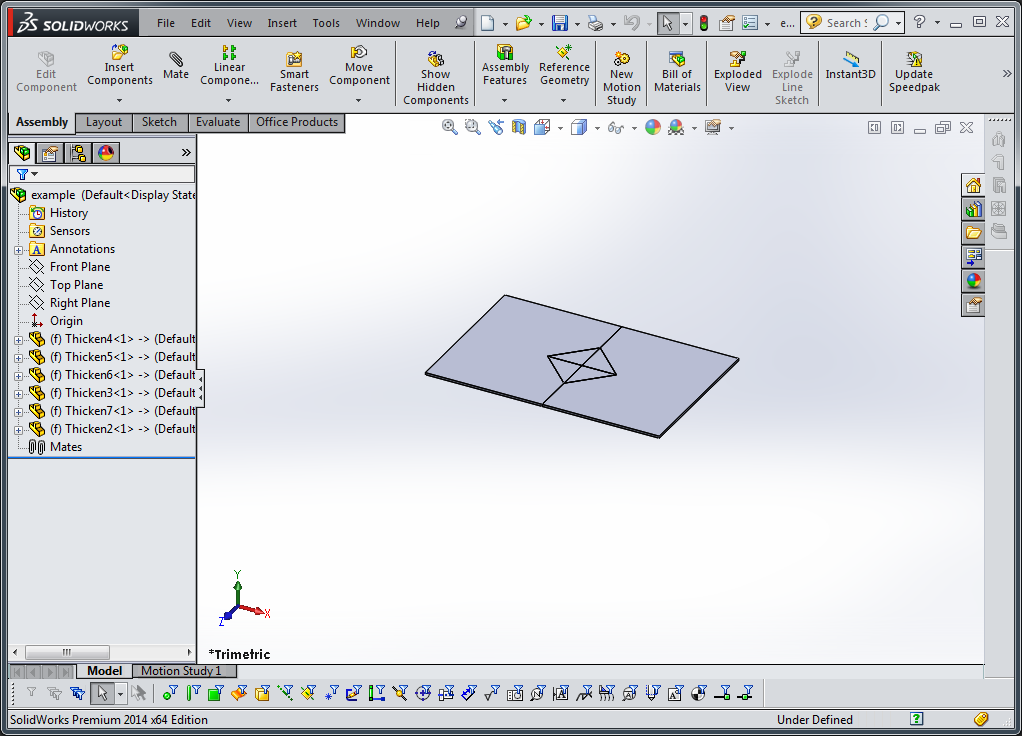 SOLIDWORKS File Edit View Insert Tools Window Help e... Search S
Edit Component
Insert Components
Mate
Linear Compone...
Smart Fasteners
Move Component
Show Hidden Components
Assembly Features
Reference Geometry
New Motion Study
Bill of Materials
Exploded View
Explode Line Sketch
Instant3D
Update Speedpak
Assembly Layout Sketch Evaluate Office Products
example (Default<Display State
History
Sensors
Annotations
Front Plane
Top Plane
Right Plane
Origin
(f) Thicken4<1> -> (Default
(f) Thicken5<1> -> (Default
(f) Thicken6<1> -> (Default
(f) Thicken3<1> -> (Default
(f) Thicken7<1> -> (Default
(f) Thicken2<1> -> (Default
Mates
Y
X
Z
*Trimetric
Model Motion Study 1
SolidWorks Premium 2014 x64 Edition Under Defined